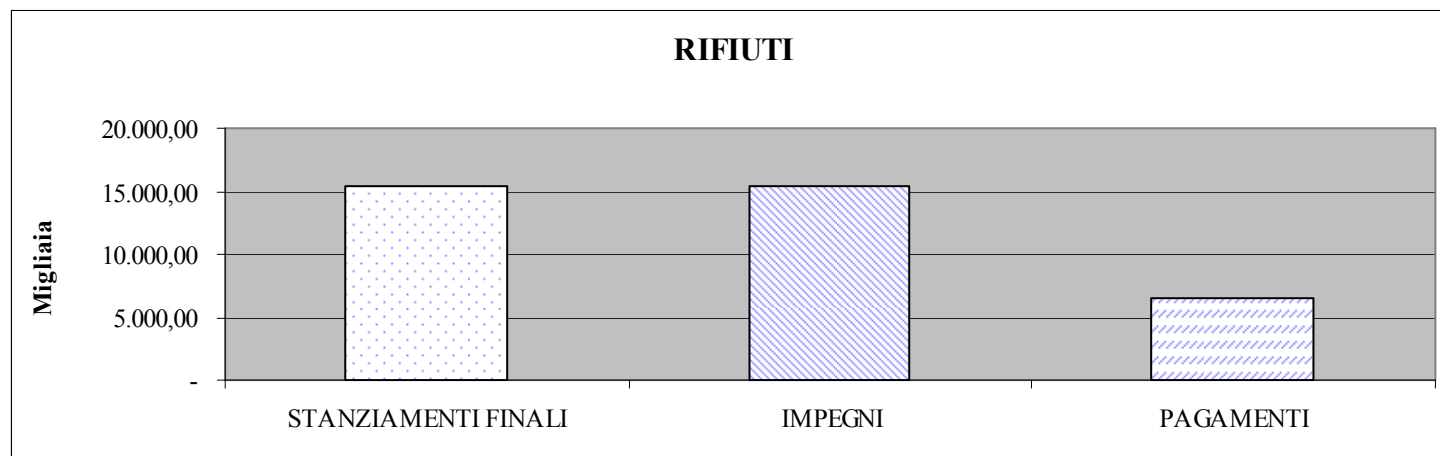 RIFIUTI
Migliaia
20.000,00
15.000,00
10.000,00
5.000,00
-
STANZIAMENTI FINALI
IMPEGNI
PAGAMENTI